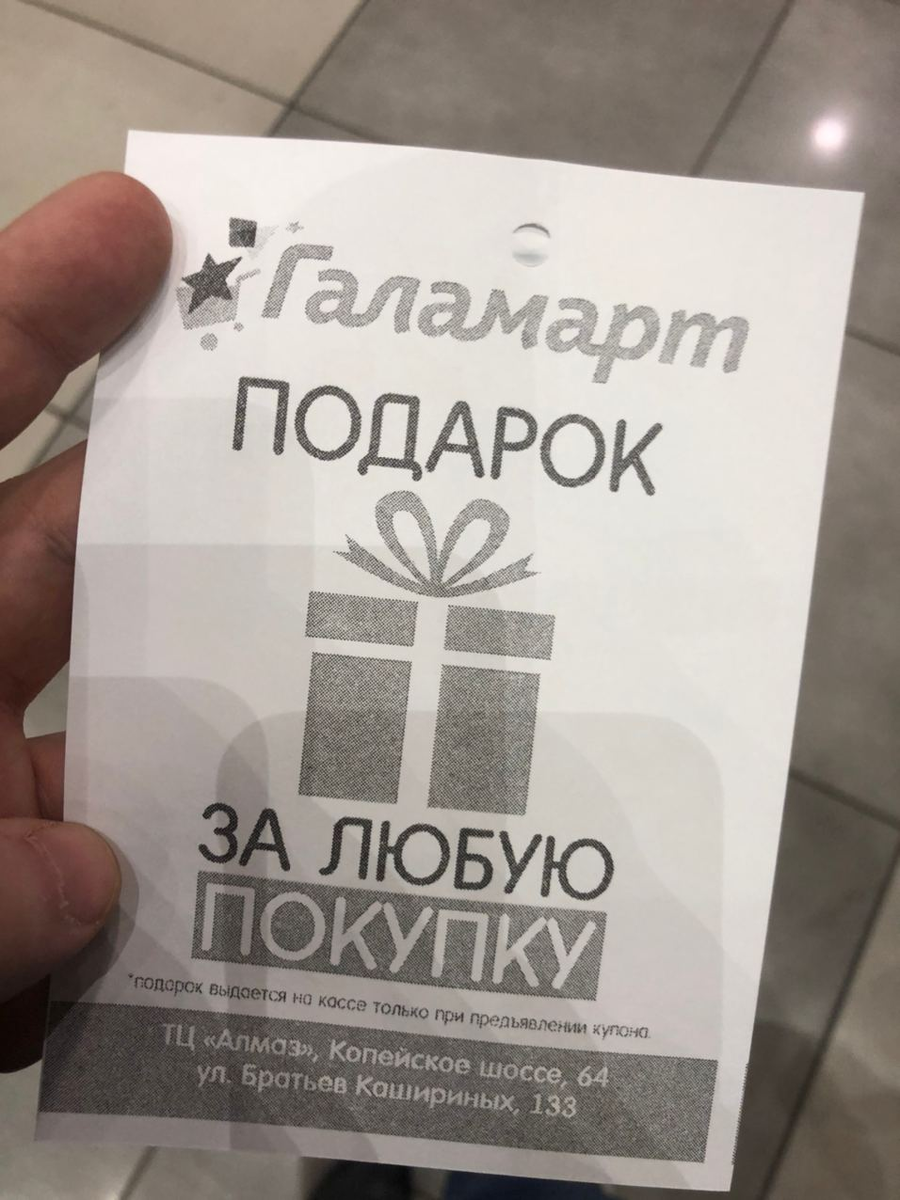 Галамарт
ПОДАРОК
ЗА ЛЮБУЮ
ПОКУПКУ
*подарок выдается на кассе только при предъявлении купона.
ТЦ «Алмаз», Копейское шоссе, 64
ул. Братьев Кашириных, 133